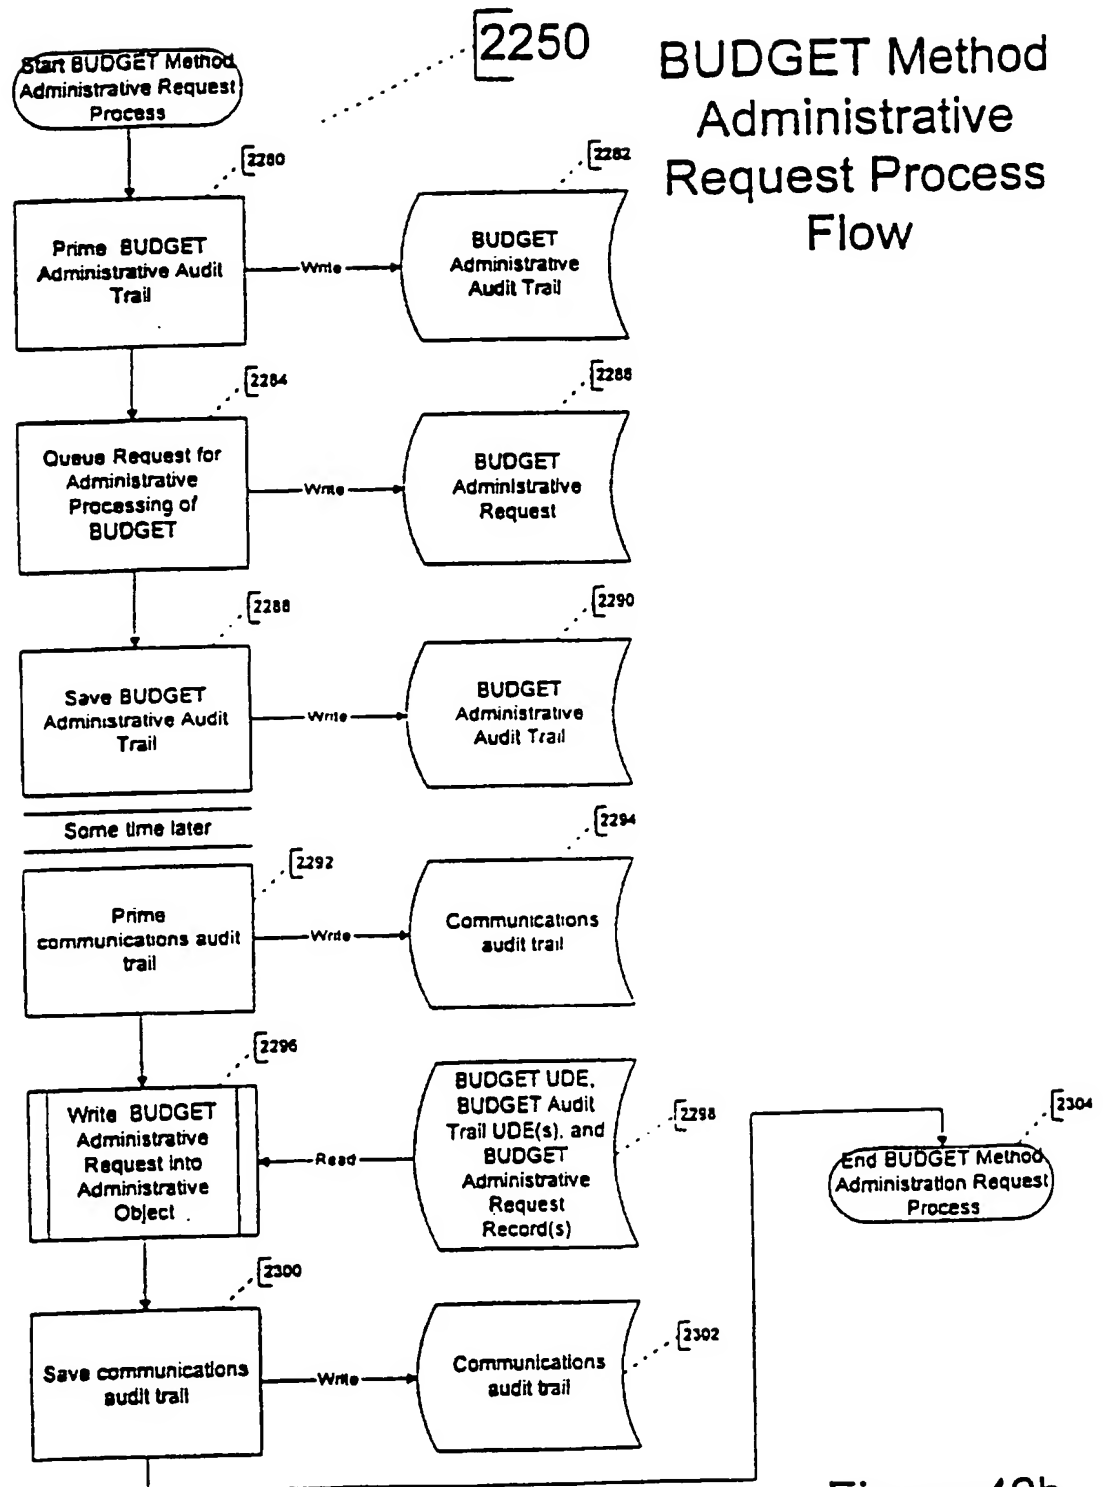 2250
BUDGET Method
Administrative
Request Process
Flow
Start BUDGET Method
Administrative Request
Process
2280
Prime BUDGET
Administrative Audit
Trail
Write
2282
BUDGET
Administrative
Audit Trail
2284
Queue Request for
Administrative
Processing of
BUDGET
Write
2288
BUDGET
Administrative
Request
2288
Save BUDGET
Administrative Audit
Trail
Write
2290
BUDGET
Administrative
Audit Trail
Some time later
2292
Prime
communications audit
trail
Write
2294
Communications
audit trail
2296
Write BUDGET
Administrative
Request into
Administrative
Object
Read
2298
BUDGET UDE,
BUDGET Audit
Trail UDE(s), and
BUDGET
Administrative
Request
Record(s)
2300
Save communications
audit trail
Write
2302
Communications
audit trail
2304
End BUDGET Method
Administration Request
Process